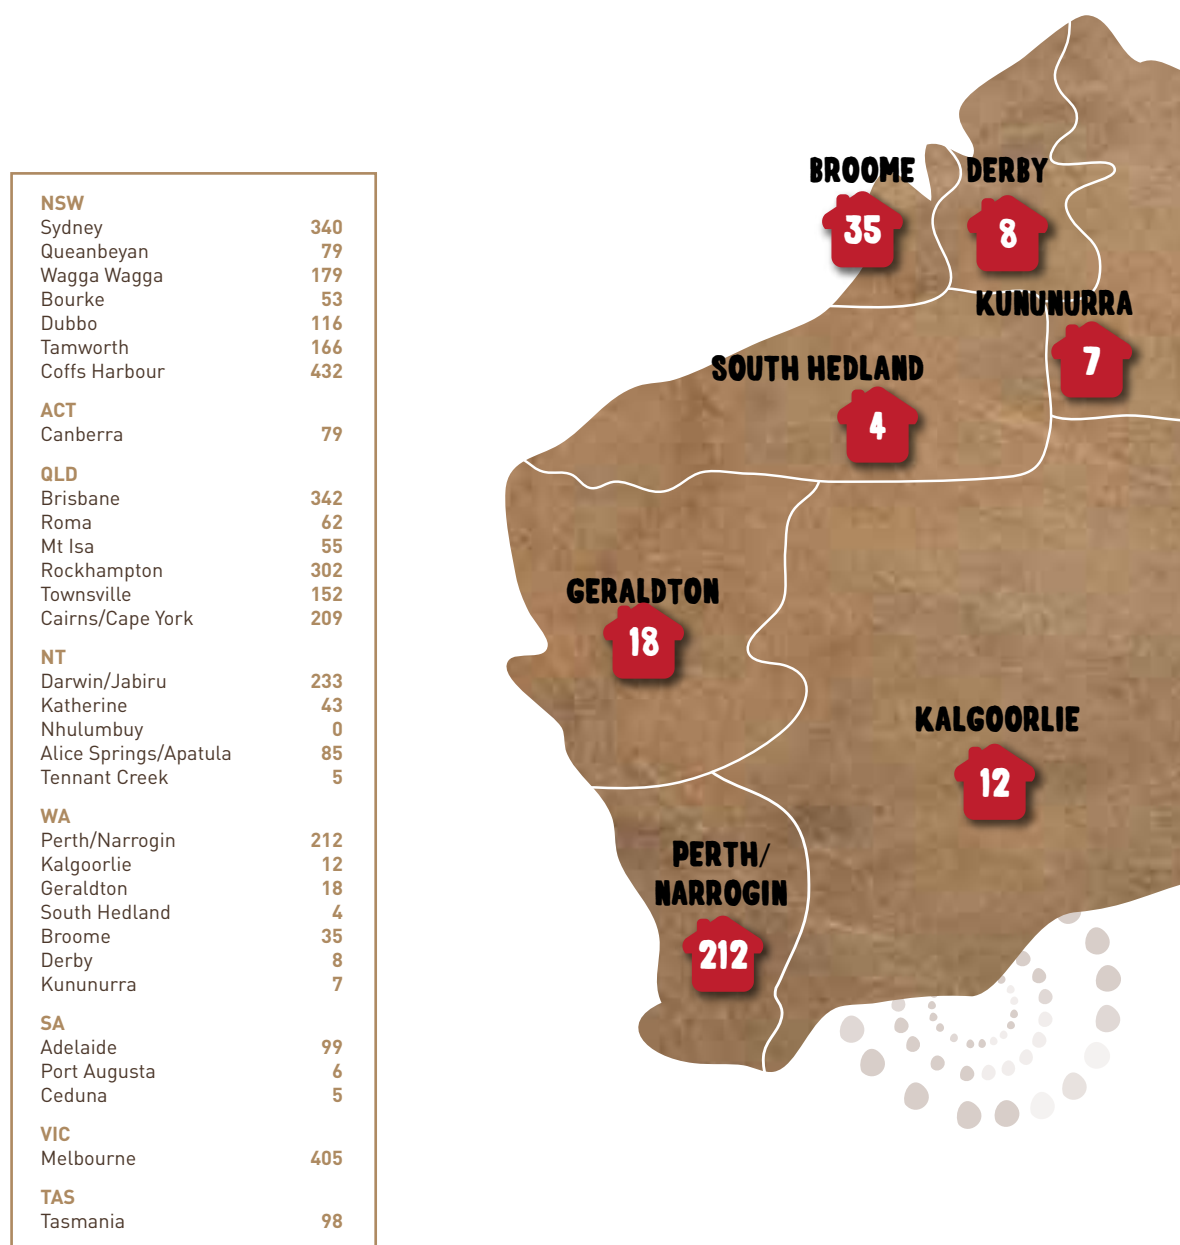 NSW
Sydney 340
Queanbeyan 79
Wagga Wagga 179
Bourke 53
Dubbo 116
Tamworth 166
Coffs Harbour 432
ACT
Canberra 79
QLD
Brisbane 342
Roma 62
Mt Isa 55
Rockhampton 302
Townsville 152
Cairns/Cape York 209
NT
Darwin/Jabiru 233
Katherine 43
Nhulumbuy 0
Alice Springs/Apatula 85
Tennant Creek 5
WA
Perth/Narrogin 212
Kalgoorlie 12
Geraldton 18
South Hedland 4
Broome 35
Derby 8
Kununurra 7
SA
Adelaide 99
Port Augusta 6
Ceduna 5
VIC
Melbourne 405
TAS
Tasmania 98
BROOME
35
DERBY
8
KUNUNURRA
7
SOUTH HEDLAND
4
GERALDTON
18
KALGOORLIE
12
PERTH/
NARROGIN
212